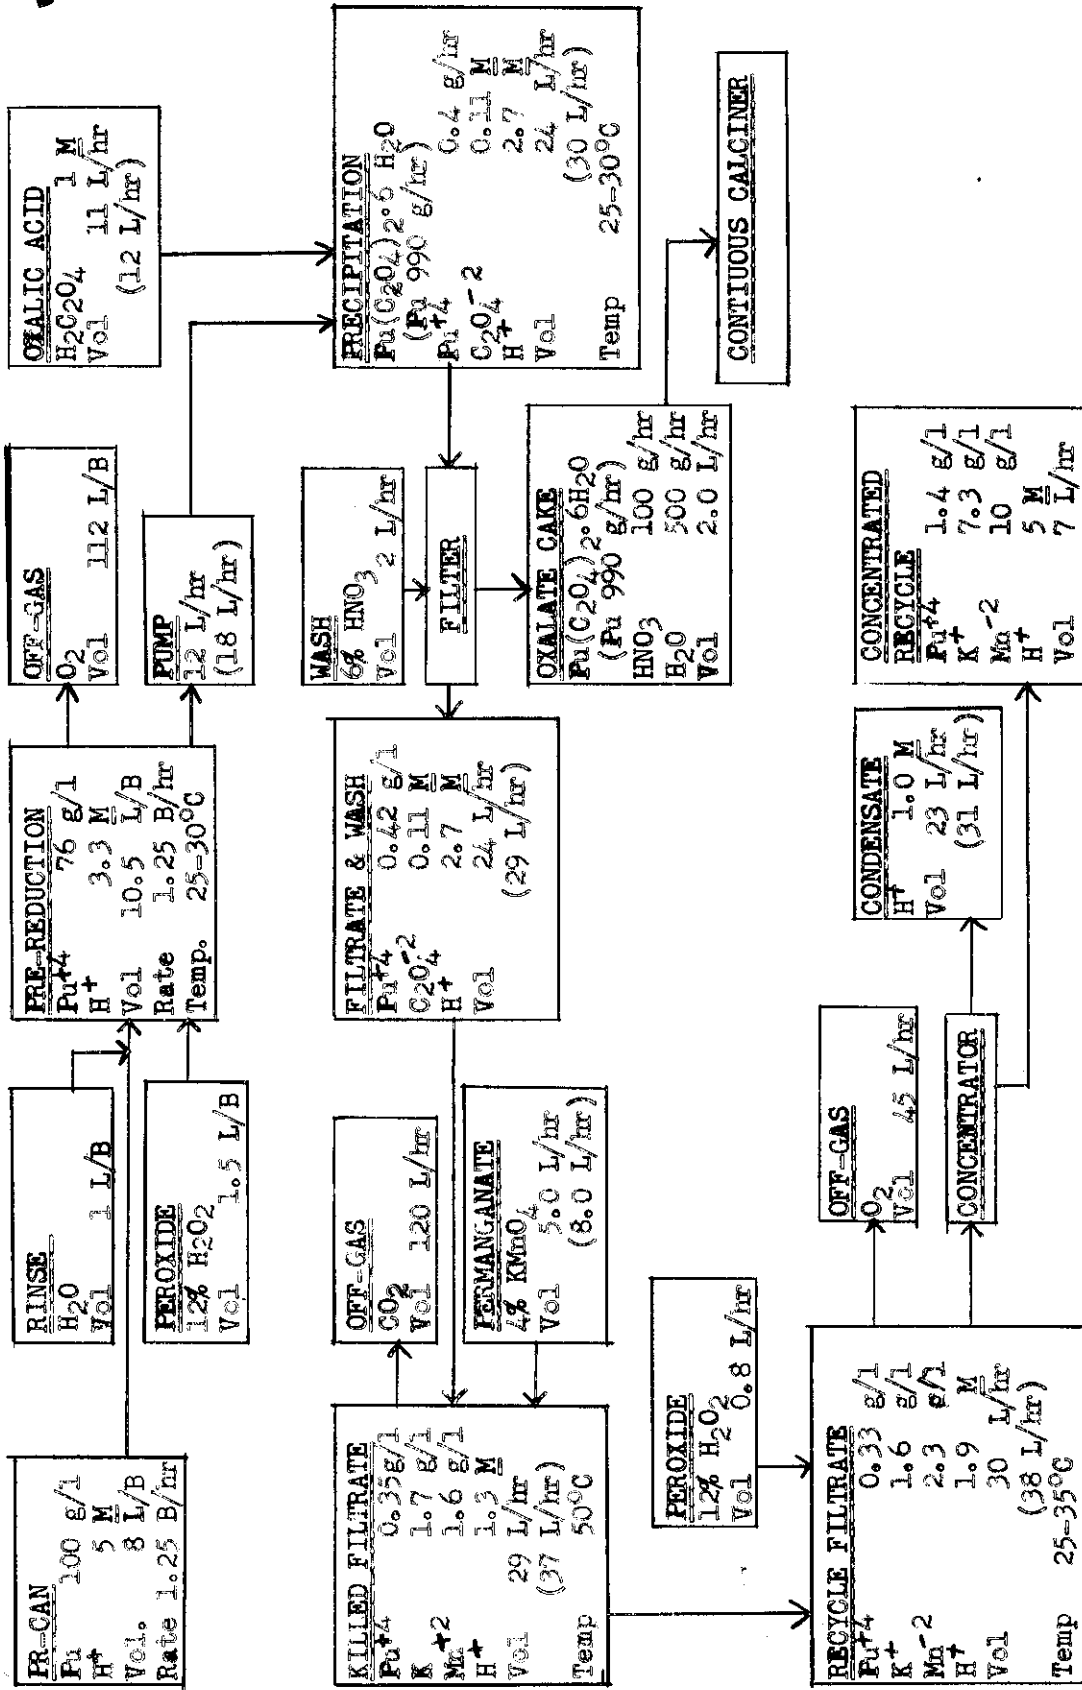 PR-CAN
Pu 100 g/l
H+ 5 M
Vol. 8 L/B
Rate 1.25 B/hr
RINSE
H2O
Vol 1 L/B
PEROXIDE
12% H2O2
Vol 1.5 L/B
PRE-REDUCTION
Pu+4 76 g/l
H+ 3.3 M
Vol 10.5 L/B
Rate 1.25 B/hr
Temp. 25-30°C
OFF-GAS
O2
Vol 112 L/B
PUMP
12 L/hr
(18 L/hr)
OXALIC ACID
H2C2O4 1 M
Vol 11 L/hr
(12 L/hr)
PRECIPITATION
Pu(C2O4)2·6 H2O
(Pu 990 g/hr)
Pu+4 0.4 g/hr
C2O4-2 0.11 M
H+ 2.7 M
Vol 24 L/hr
(30 L/hr)
Temp 25-30°C
WASH
6% HNO3
Vol 2 L/hr
FILTER
OXALATE CAKE
Pu(C2O4)2·6H2O
(Pu 990 g/hr)
HNO3 100 g/hr
H2O 500 g/hr
Vol 2.0 L/hr
CONTIUOUS CALCINER
FILTRATE & WASH
Pu+4 0.42 g/l
C2O4-2 0.11 M
H+ 2.7 M
Vol 24 L/hr
(29 L/hr)
OFF-GAS
CO2
Vol 120 L/hr
PERMANGANATE
4% KMnO4
Vol 5.0 L/hr
(8.0 L/hr)
KILLED FILTRATE
Pu+4 0.35g/l
K 1.7 g/l
Mn+2 1.6 g/l
H+ 1.3 M
Vol 29 L/hr
(37 L/hr)
Temp 50°C
PEROXIDE
12% H2O2
Vol 0.8 L/hr
RECYCLE FILTRATE
Pu+4 0.33 g/l
K+ 1.6 g/l
Mn-2 2.3 g/l
H+ 1.9 M
Vol 30 L/hr
(38 L/hr)
Temp 25-35°C
OFF-GAS
O2
Vol 45 L/hr
CONCENTRATOR
CONDENSATE
H+ 1.0 M
Vol 23 L/hr
(31 L/hr)
CONCENTRATED
RECYCLE
Pu+4 1.4 g/l
K+ 7.3 g/l
Mn-2 10 g/l
H+ 5 M
Vol 7 L/hr